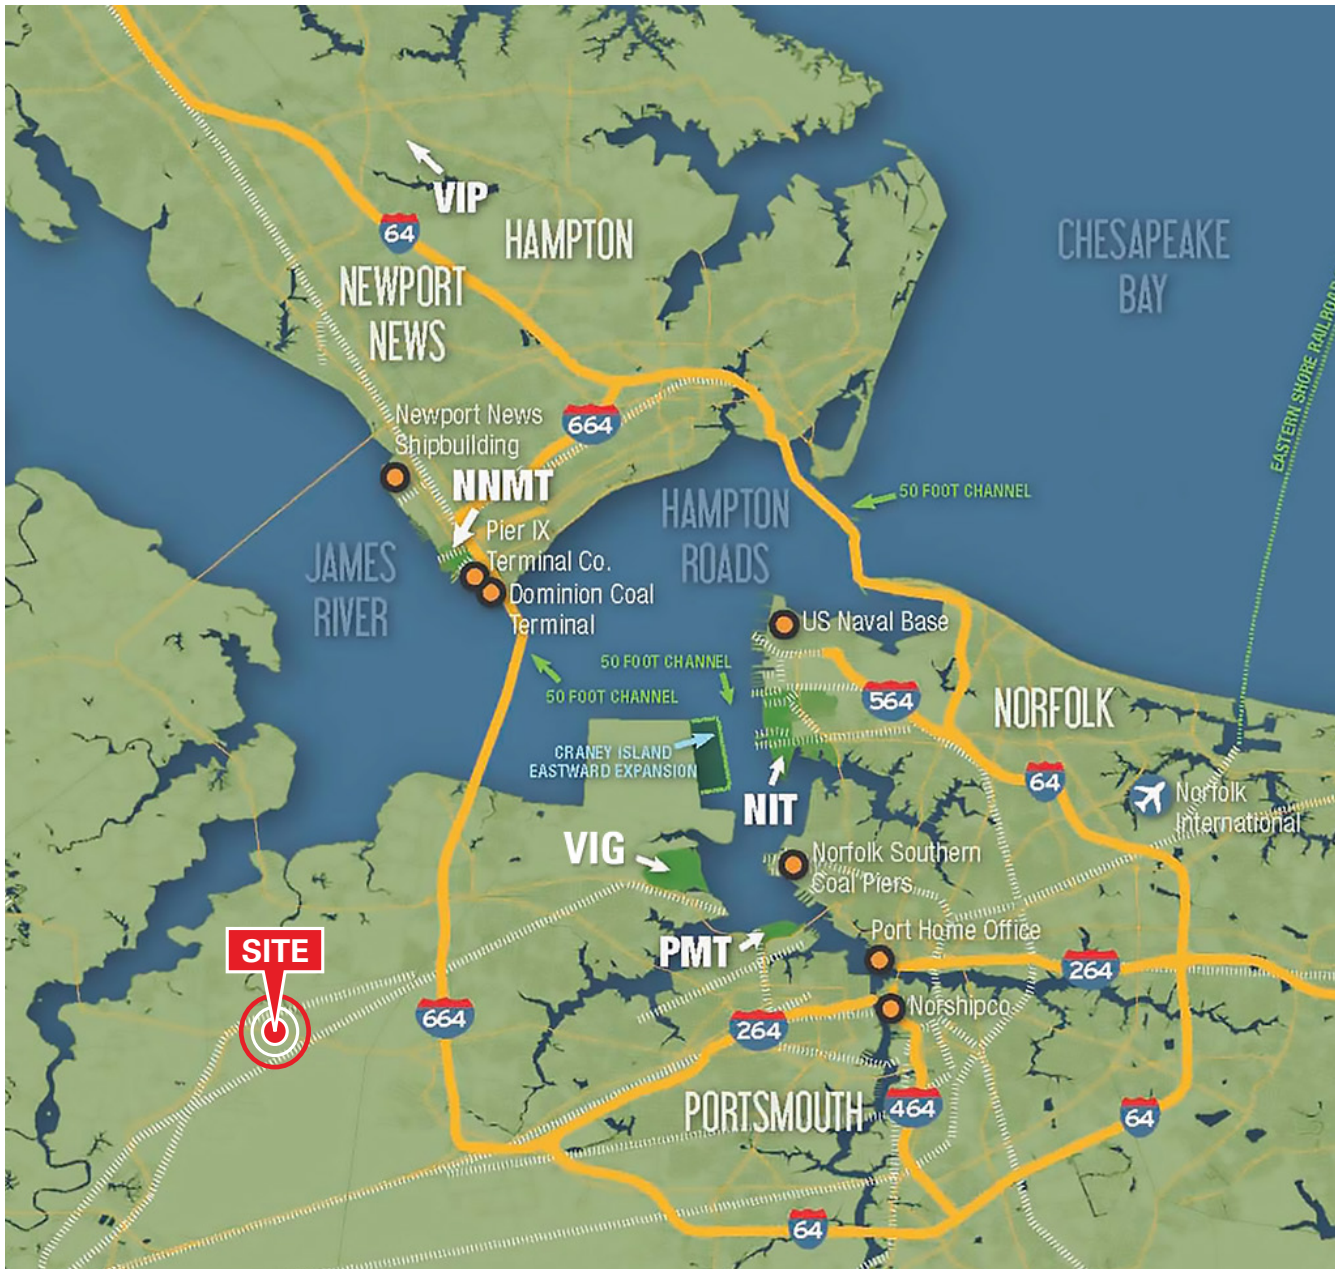 VIP
HAMPTON
64
CHESAPEAKE
BAY
NEWPORT
NEWS
EASTERN SHORE RAILROAD
Newport News
Shipbuilding
664
NNMT
50 FOOT CHANNEL
HAMPTON
ROADS
Pier IX
Terminal Co.
JAMES
RIVER
Dominion Coal
Terminal
US Naval Base
50 FOOT CHANNEL
50 FOOT CHANNEL
564
NORFOLK
CRANEY ISLAND
EASTWARD EXPANSION
64
NIT
Norfolk
International
VIG
Norfolk Southern
Coal Piers
SITE
PMT
Port Home Office
264
664
264
Norshipco
PORTSMOUTH
464
64
64